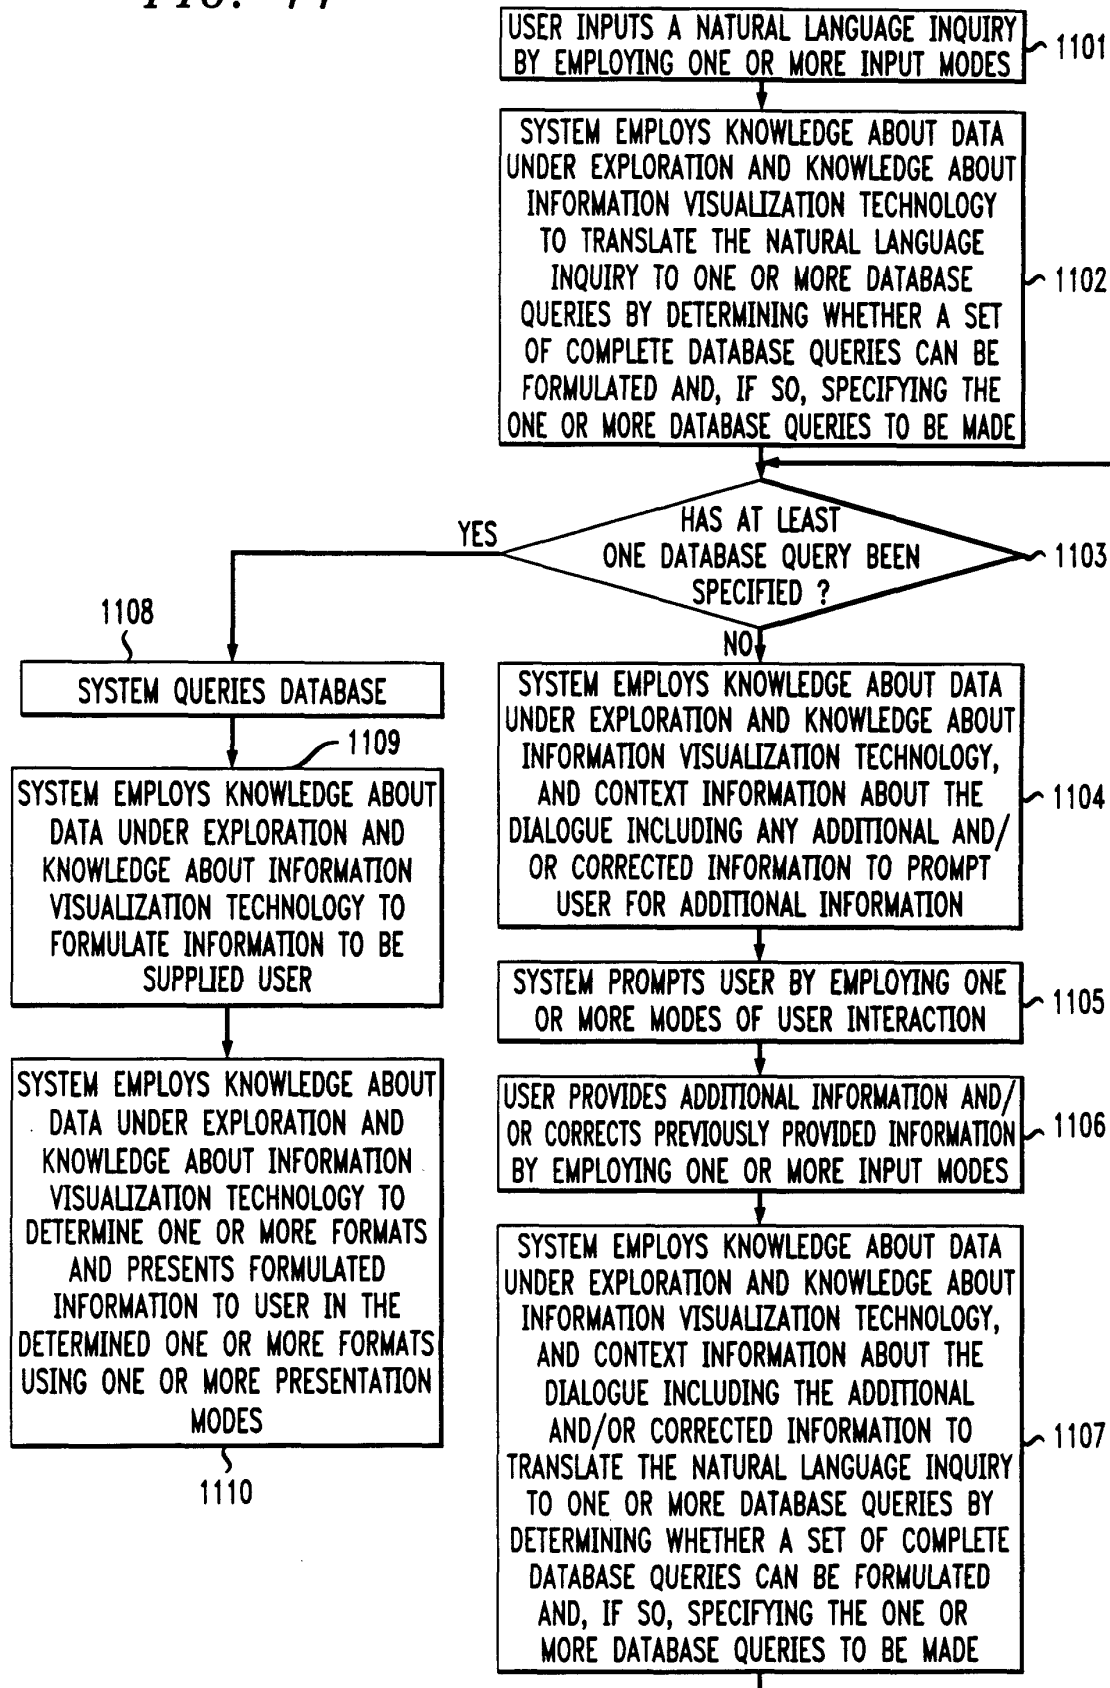 FIG. 11
USER INPUTS A NATURAL LANGUAGE INQUIRY
BY EMPLOYING ONE OR MORE INPUT MODES
1101
SYSTEM EMPLOYS KNOWLEDGE ABOUT DATA
UNDER EXPLORATION AND KNOWLEDGE ABOUT
INFORMATION VISUALIZATION TECHNOLOGY
TO TRANSLATE THE NATURAL LANGUAGE
INQUIRY TO ONE OR MORE DATABASE
QUERIES BY DETERMINING WHETHER A SET
OF COMPLETE DATABASE QUERIES CAN BE
FORMULATED AND, IF SO, SPECIFYING THE
ONE OR MORE DATABASE QUERIES TO BE MADE
1102
HAS AT LEAST
ONE DATABASE QUERY BEEN
SPECIFIED ?
1103
YES
NO
1108
SYSTEM QUERIES DATABASE
1109
SYSTEM EMPLOYS KNOWLEDGE ABOUT
DATA UNDER EXPLORATION AND
KNOWLEDGE ABOUT INFORMATION
VISUALIZATION TECHNOLOGY TO
FORMULATE INFORMATION TO BE
SUPPLIED USER
SYSTEM EMPLOYS KNOWLEDGE ABOUT
DATA UNDER EXPLORATION AND
KNOWLEDGE ABOUT INFORMATION
VISUALIZATION TECHNOLOGY TO
DETERMINE ONE OR MORE FORMATS
AND PRESENTS FORMULATED
INFORMATION TO USER IN THE
DETERMINED ONE OR MORE FORMATS
USING ONE OR MORE PRESENTATION
MODES
1110
SYSTEM EMPLOYS KNOWLEDGE ABOUT DATA
UNDER EXPLORATION AND KNOWLEDGE ABOUT
INFORMATION VISUALIZATION TECHNOLOGY,
AND CONTEXT INFORMATION ABOUT THE
DIALOGUE INCLUDING ANY ADDITIONAL AND/
OR CORRECTED INFORMATION TO PROMPT
USER FOR ADDITIONAL INFORMATION
1104
SYSTEM PROMPTS USER BY EMPLOYING ONE
OR MORE MODES OF USER INTERACTION
1105
USER PROVIDES ADDITIONAL INFORMATION AND/
OR CORRECTS PREVIOUSLY PROVIDED INFORMATION
BY EMPLOYING ONE OR MORE INPUT MODES
1106
SYSTEM EMPLOYS KNOWLEDGE ABOUT DATA
UNDER EXPLORATION AND KNOWLEDGE ABOUT
INFORMATION VISUALIZATION TECHNOLOGY,
AND CONTEXT INFORMATION ABOUT THE
DIALOGUE INCLUDING THE ADDITIONAL
AND/OR CORRECTED INFORMATION TO
TRANSLATE THE NATURAL LANGUAGE INQUIRY
TO ONE OR MORE DATABASE QUERIES BY
DETERMINING WHETHER A SET OF COMPLETE
DATABASE QUERIES CAN BE FORMULATED
AND, IF SO, SPECIFYING THE ONE OR
MORE DATABASE QUERIES TO BE MADE
1107